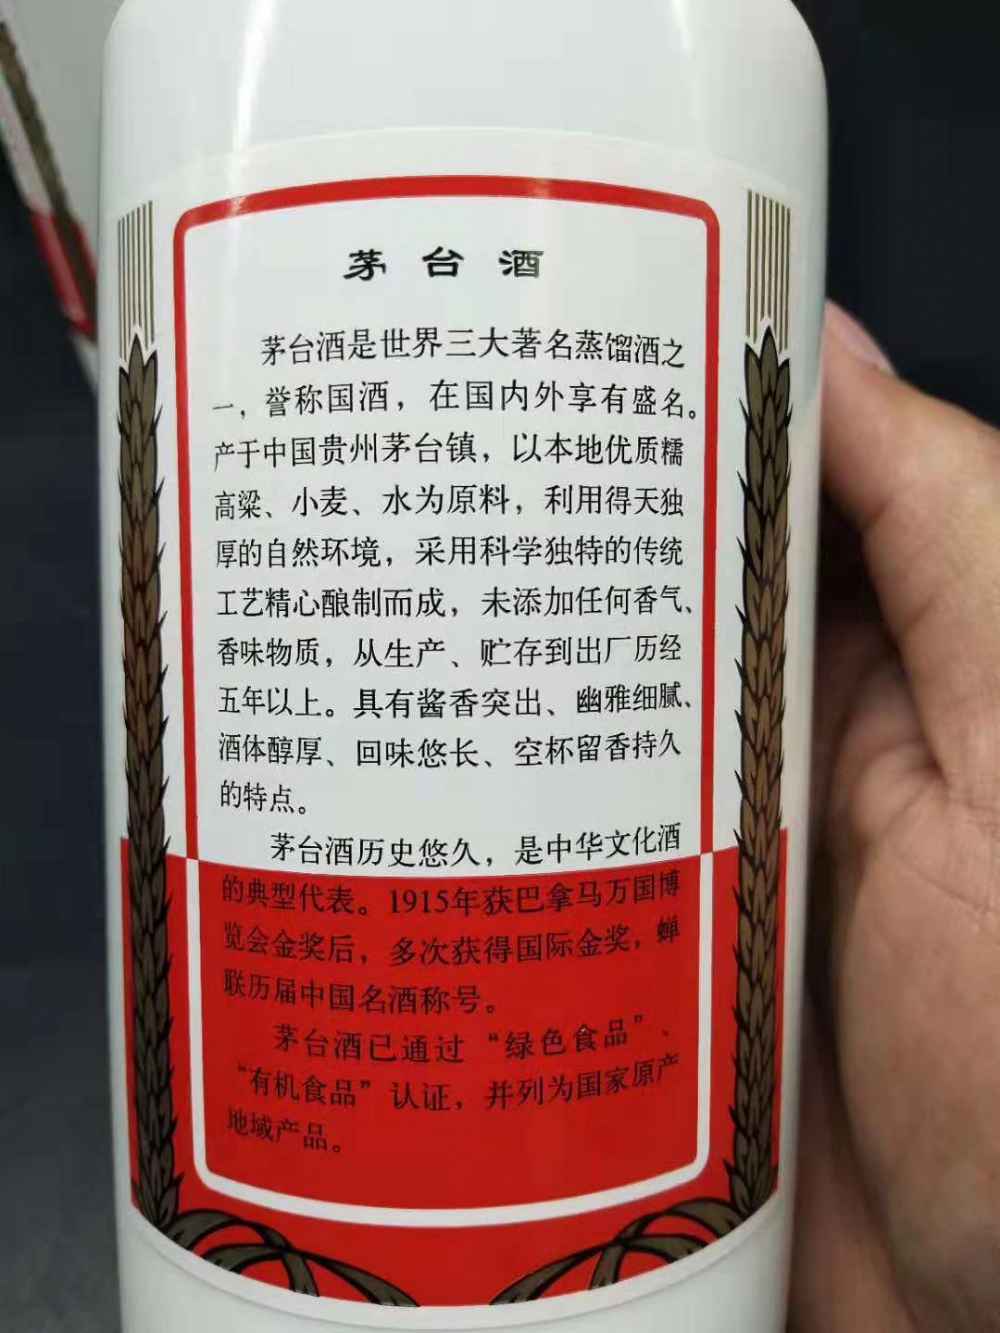 茅台酒
茅台酒是世界三大著名蒸馏酒之
一，誉称国酒，在国内外享有盛名。
产于中国贵州茅台镇，以本地优质糯
高粱、小麦、水为原料，利用得天独
厚的自然环境，采用科学独特的传统
工艺精心酿制而成，未添加任何香气、
香味物质，从生产、贮存到出厂历经
五年以上。具有酱香突出、幽雅细腻、
酒体醇厚、回味悠长、空杯留香持久
的特点。
茅台酒历史悠久，是中华文化酒
的典型代表。1915年获巴拿马万国博
览会金奖后，多次获得国际金奖，蝉
联历届中国名酒称号。
茅台酒已通过“绿色食品”、
“有机食品”认证，并列为国家原产
地域产品。